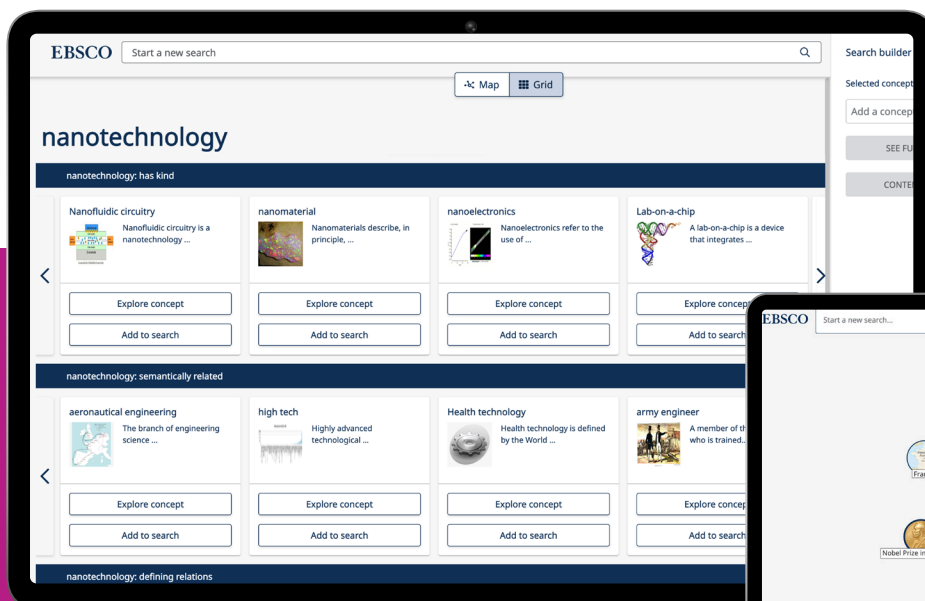 EBSCO
Start a new search
Map
Grid
Search builder
Selected concept
Add a concep
SEE FU
CONTE
nanotechnology
nanotechnology: has kind
Nanofluidic circuitry
Nanofluidic circuitry is a
nanotechnology ...
Explore concept
Add to search
nanomaterial
Nanomaterials describe, in
principle, ...
Explore concept
Add to search
nanoelectronics
Nanoelectronics refer to the
use of ...
Explore concept
Add to search
Lab-on-a-chip
A lab-on-a-chip is a device
that integrates ...
Explore concep
Add to search
nanotechnology: semantically related
aeronautical engineering
The branch of engineering
science ...
Explore concept
Add to search
high tech
Highly advanced
technological ...
Explore concept
Add to search
Health technology
Health technology is defined
by the World ...
Explore concept
Add to search
army engineer
A member of th
who is trained..
Explore concep
Add to search
nanotechnology: defining relations
EBSCO
Start a new search...
Fran
Nobel Prize in